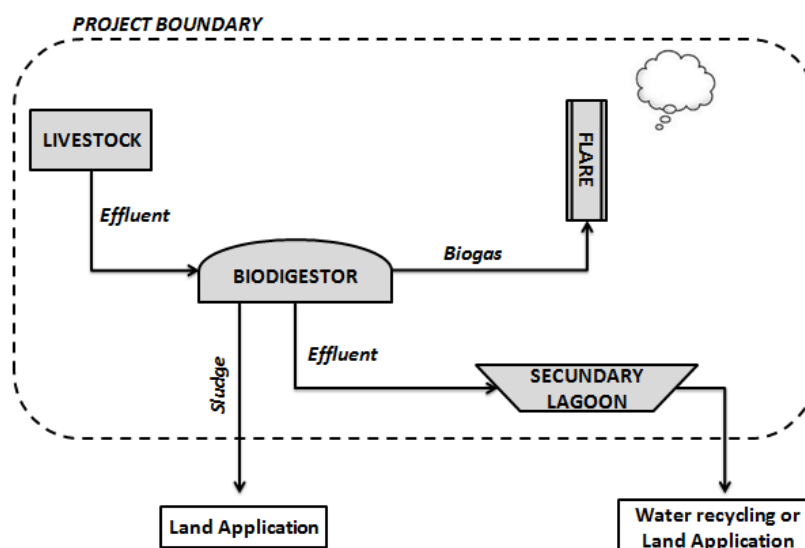 PROJECT BOUNDARY
LIVESTOCK
FLARE
Effluent
Biogas
BIODIGESTOR
Sludge
Effluent
SECUNDARY
LAGOON
Land Application
Water recycling or
Land Application